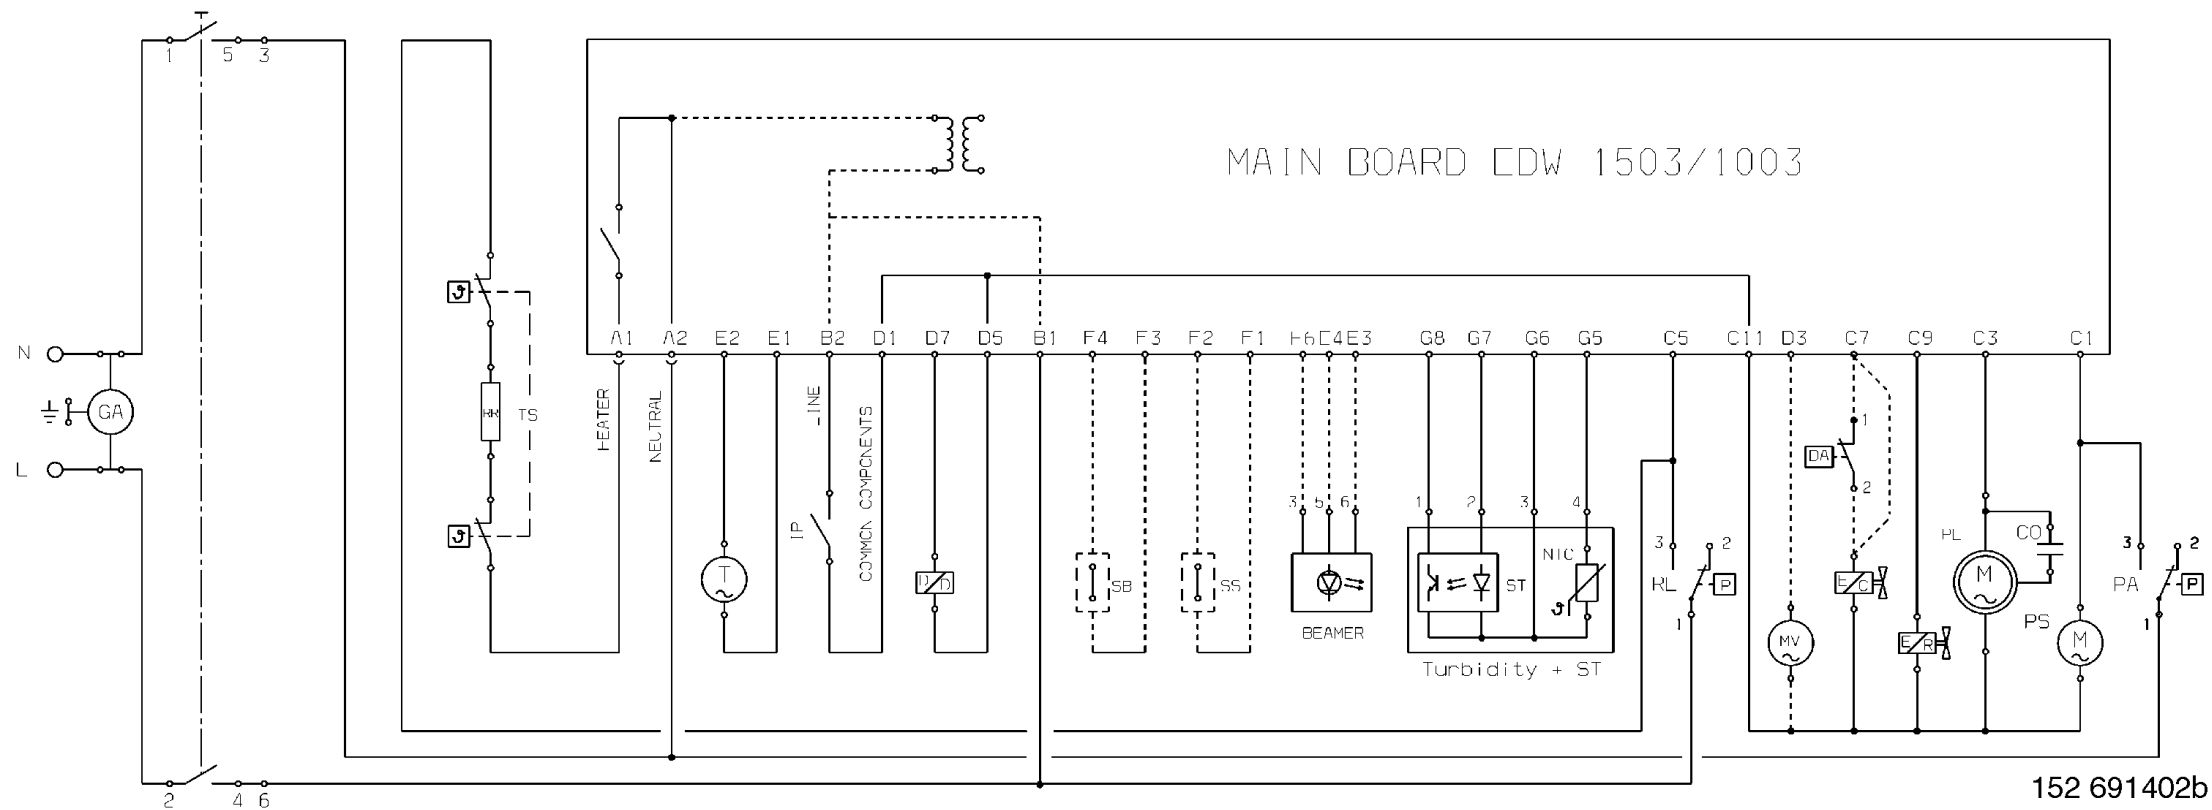 1 5 3
MAIN BOARD EDW 1503/1003
ϑ
A1 A2 E2 E1 B2 D1 D7 D5 B1 F4 F3 F2 F1 E4 E3 G8 G7 G6 G5 C5 C11 D3 C7 C9 C3 C1
N
HEATER
NEUTRAL
COMMON COMPONENTS
GA
RR TS
1
DA
2
L
3 5 6 1 2 3 4
IP
ϑ
CO
PL
3 2 3 2
NTC
T
D D
SB
SS
ST
ϑ
RL P
E C
M
PA P
BEAMER
1
PS
1
MV
E R
M
Turbidity + ST
2 4 6
152 691402b